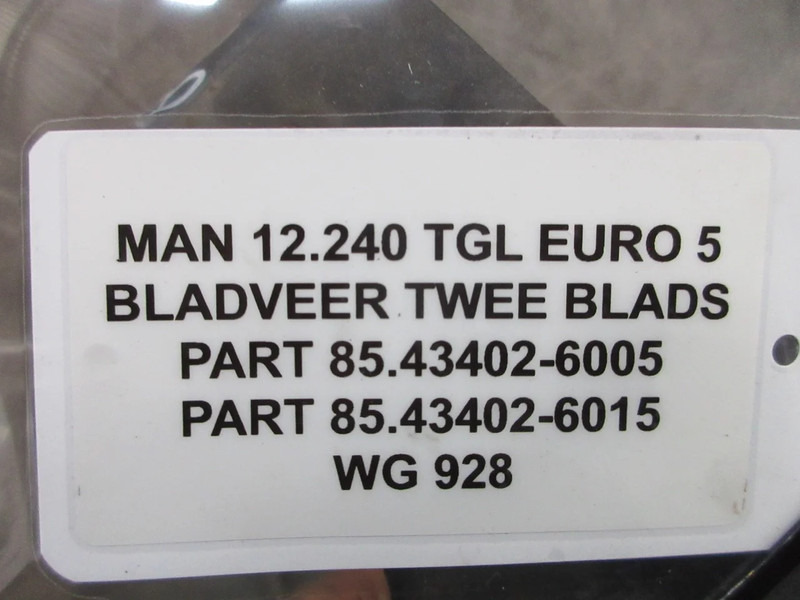 MAN 12.240 TGL EURO 5
BLADVEER TWEE BLADS
PART 85.43402-6005
PART 85.43402-6015
WG 928